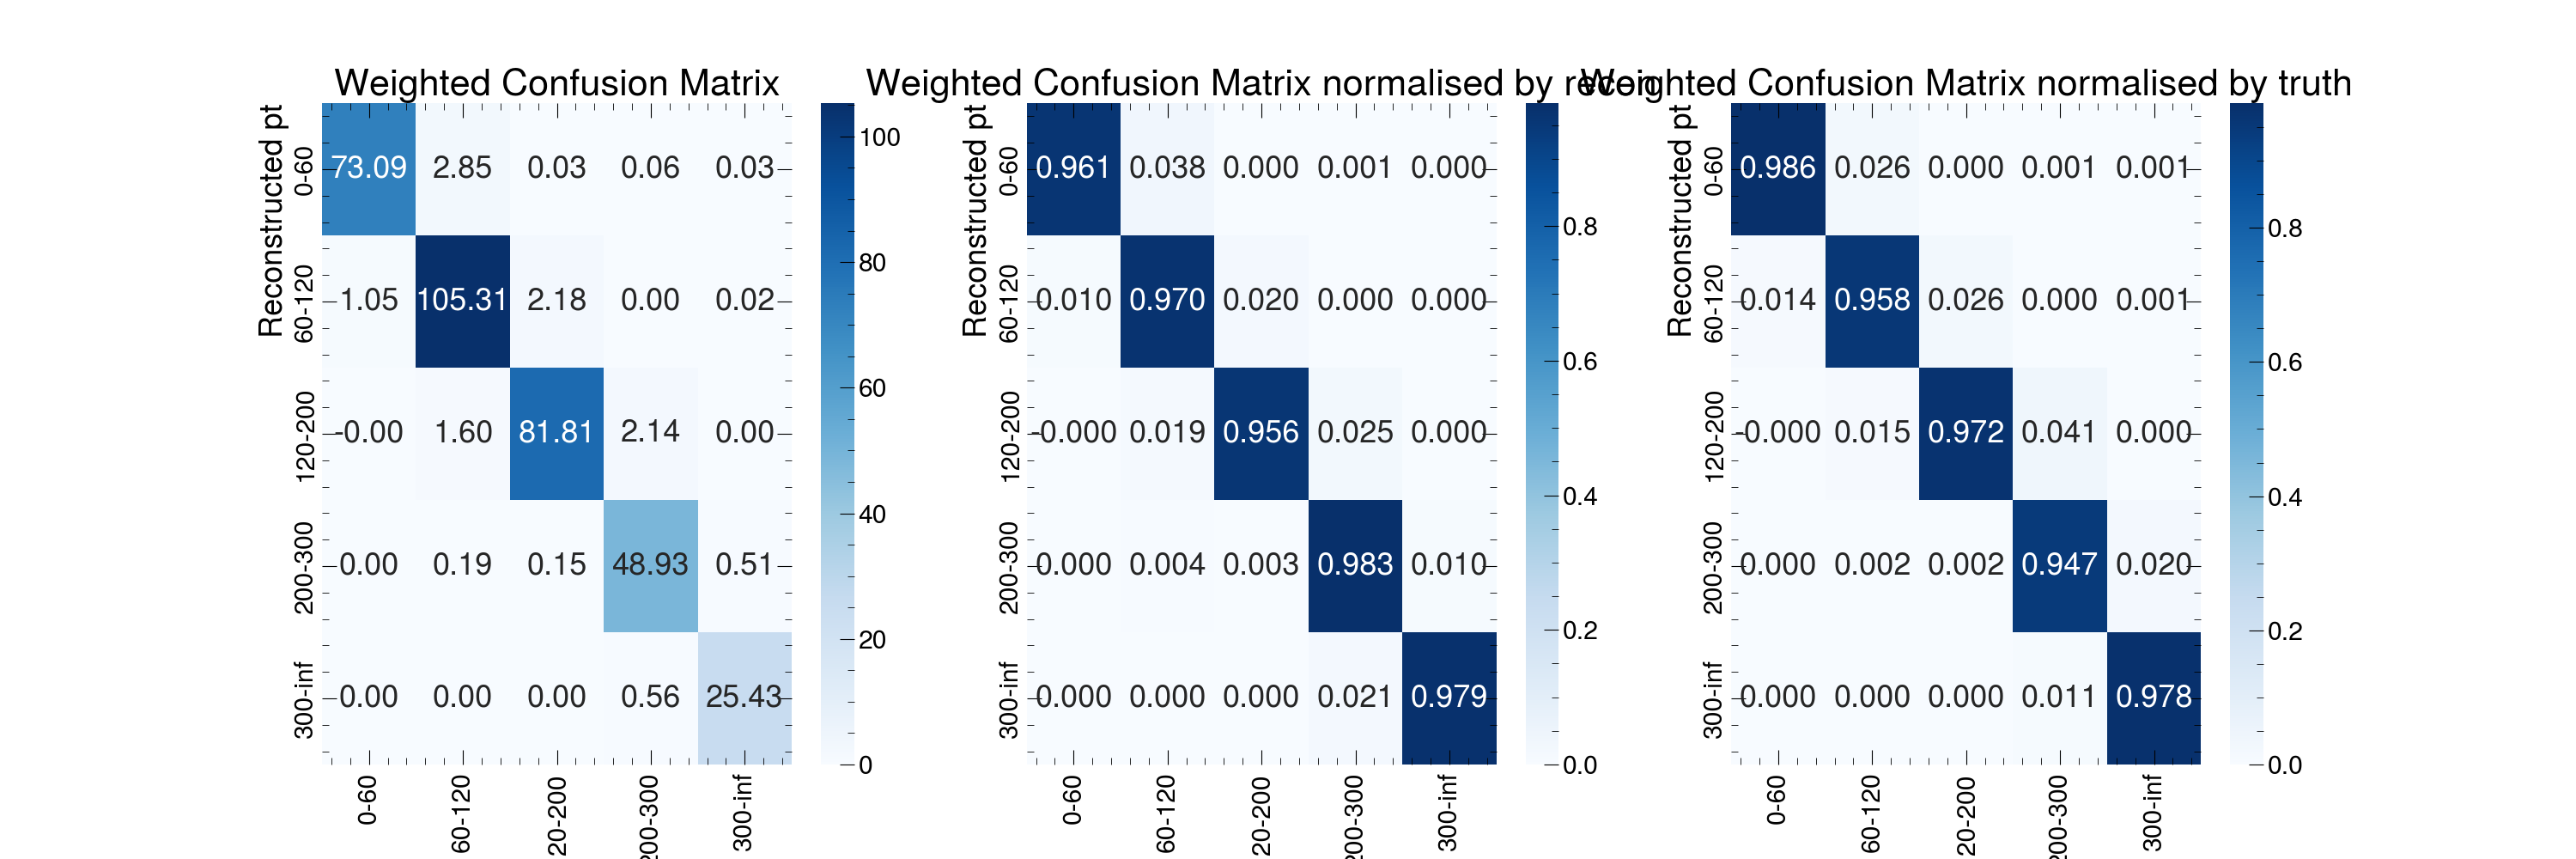 Weighted Confusion Matrix
Reconstructed pt
0-60 73.09 2.85 0.03 0.06 0.03
60-120 1.05 105.31 2.18 0.00 0.02
120-200 -0.00 1.60 81.81 2.14 0.00
200-300 0.00 0.19 0.15 48.93 0.51
300-inf 0.00 0.00 0.00 0.56 25.43
0-60 60-120 20-200 200-300 300-inf
100
80
60
40
20
0
Weighted Confusion Matrix normalised by recon
Reconstructed pt
0-60 0.961 0.038 0.000 0.001 0.000
60-120 0.010 0.970 0.020 0.000 0.000
120-200 -0.000 0.019 0.956 0.025 0.000
200-300 0.000 0.004 0.003 0.983 0.010
300-inf 0.000 0.000 0.000 0.021 0.979
0-60 60-120 20-200 200-300 300-inf
0.8
0.6
0.4
0.2
0.0
Weighted Confusion Matrix normalised by truth
Reconstructed pt
0-60 0.986 0.026 0.000 0.001 0.001
60-120 0.014 0.958 0.026 0.000 0.001
120-200 -0.000 0.015 0.972 0.041 0.000
200-300 0.000 0.002 0.002 0.947 0.020
300-inf 0.000 0.000 0.000 0.011 0.978
0-60 60-120 20-200 200-300 300-inf
0.8
0.6
0.4
0.2
0.0